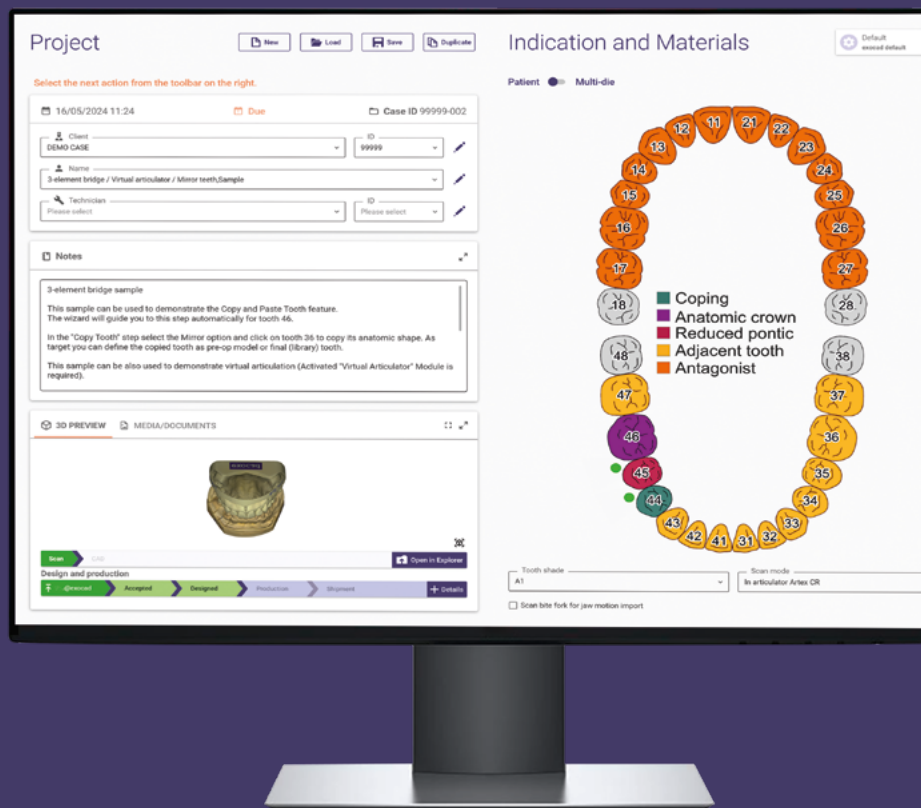 Project
New
Load
Save
Duplicate
Select the next action from the toolbar on the right.
16/05/2024 11:24
Due
Case ID 99999-002
Client
DEMO CASE
ID
99999
Name
3-element bridge / Virtual articulator / Mirror teeth,Sample
Technician
Please select
ID
Please select
Notes
3-element bridge sample
This sample can be used to demonstrate the Copy and Paste Tooth feature.
The wizard will guide you to this step automatically for tooth 46.
In the "Copy Tooth" step select the Mirror option and click on tooth 36 to copy its anatomic shape. As
target you can define the copied tooth as pre-op model or final (library) tooth.
This sample can be also used to demonstrate virtual articulation (Activated "Virtual Articulator" Module is
required).
3D PREVIEW
MEDIA/DOCUMENTS
Scan
CAD
Open in Explorer
Design and production
Accepted
Designed
Production
Shipment
Details
Indication and Materials
Default
exocad default
Patient
Multi-die
11
21
12
22
13
23
14
24
15
25
16
26
17
27
18
28
Coping
Anatomic crown
Reduced pontic
Adjacent tooth
Antagonist
48
38
47
37
46
36
45
35
44
34
43
33
42
32
41
31
Tooth shade
A1
Scan mode
In articulator Artex CR
Scan bite fork for jaw motion import